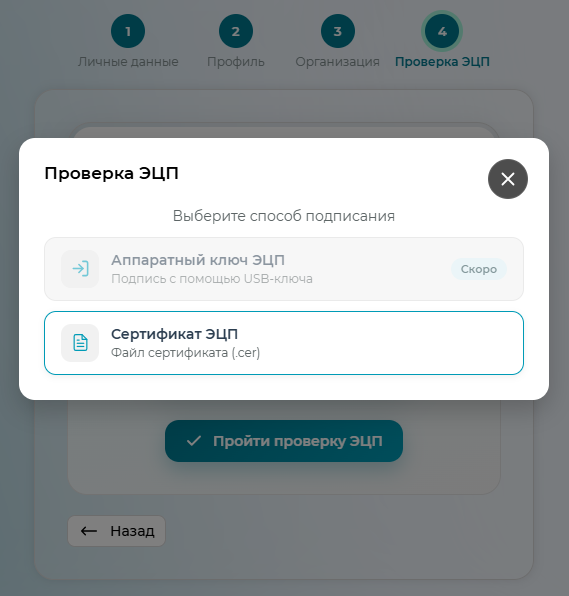 1
2
3
4
Личные данные
Профиль
Организация
Проверка ЭЦП
Проверка ЭЦП
Выберите способ подписания
Аппаратный ключ ЭЦП
Подпись с помощью USB-ключа
Скоро
Сертификат ЭЦП
Файл сертификата (.cer)
Пройти проверку ЭЦП
Назад